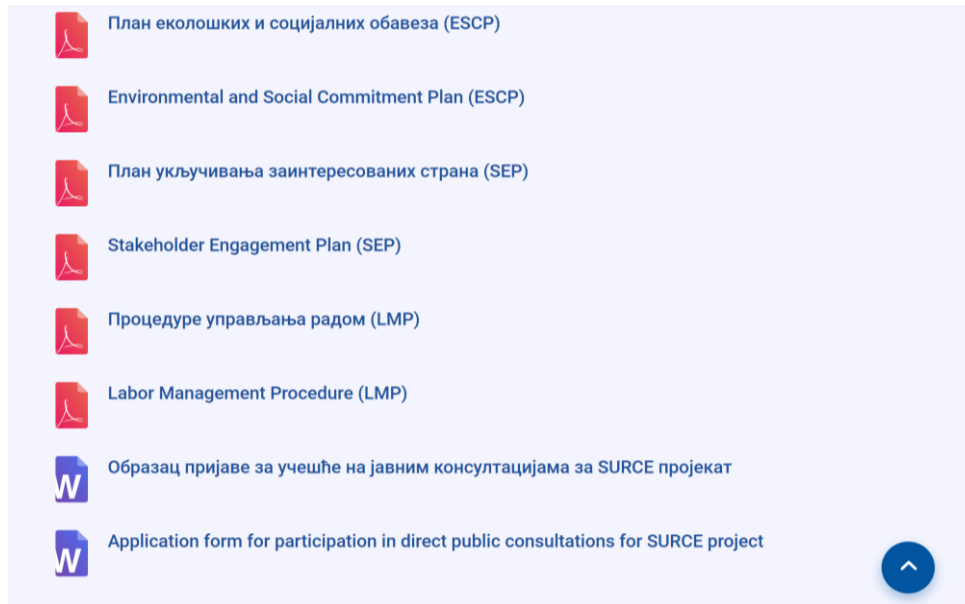 План еколошких и социјалних обавеза (ESCP)
Environmental and Social Commitment Plan (ESCP)
План укључивања заинтересованих страна (SEP)
Stakeholder Engagement Plan (SEP)
Процедуре управљања радом (LMP)
Labor Management Procedure (LMP)
W Образац пријаве за учешће на јавним консултацијама за SURCE пројекат
W Application form for participation in direct public consultations for SURCE project